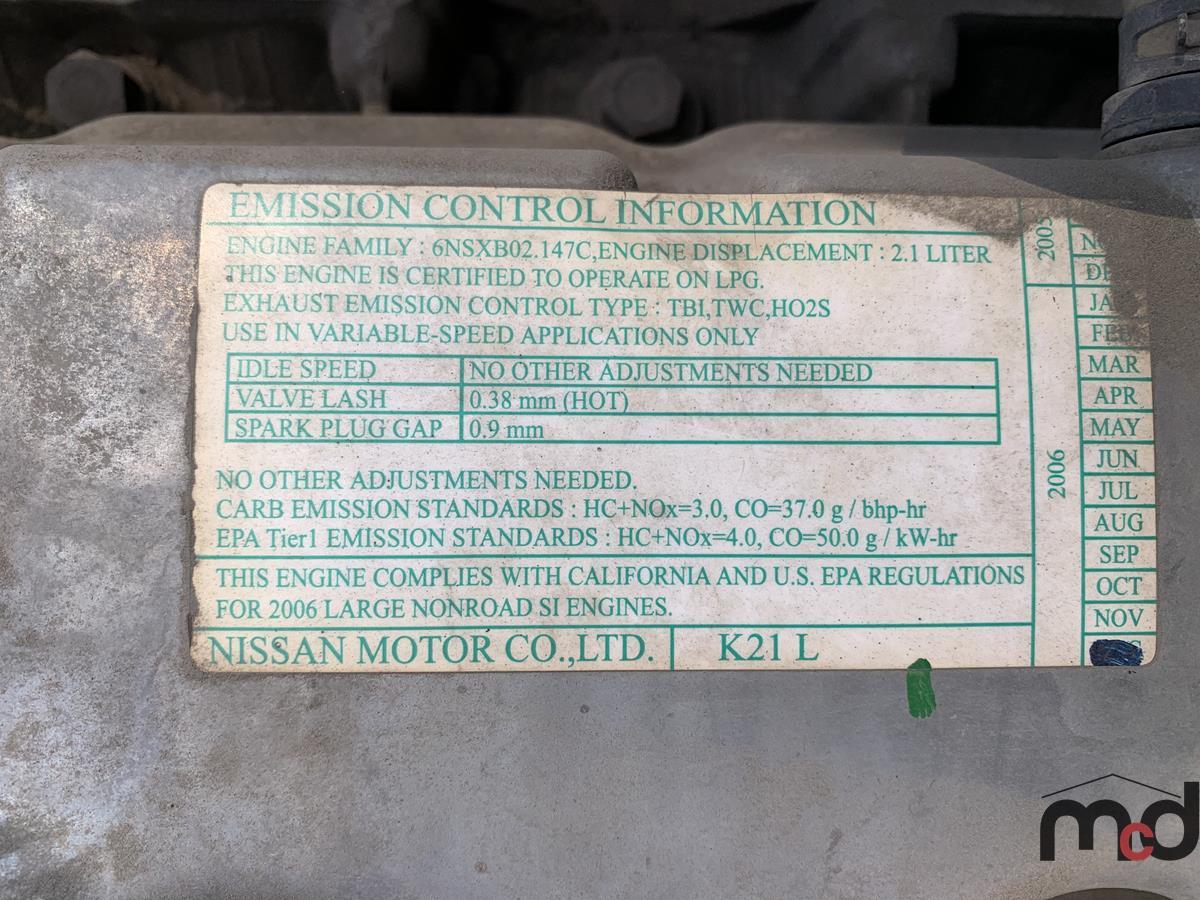 EMISSION CONTROL INFORMATION
ENGINE FAMILY : 6NSXB02.147C,ENGINE DISPLACEMENT : 2.1 LITER
THIS ENGINE IS CERTIFIED TO OPERATE ON LPG.
EXHAUST EMISSION CONTROL TYPE : TBI,TWC,HO2S
USE IN VARIABLE-SPEED APPLICATIONS ONLY
IDLE SPEED NO OTHER ADJUSTMENTS NEEDED
VALVE LASH 0.38 mm (HOT)
SPARK PLUG GAP 0.9 mm
NO OTHER ADJUSTMENTS NEEDED.
CARB EMISSION STANDARDS : HC+NOx=3.0, CO=37.0 g / bhp-hr
EPA Tier1 EMISSION STANDARDS : HC+NOx=4.0, CO=50.0 g / kW-hr
THIS ENGINE COMPLIES WITH CALIFORNIA AND U.S. EPA REGULATIONS
FOR 2006 LARGE NONROAD SI ENGINES.
NISSAN MOTOR CO.,LTD. K21 L
2005
2006
FEB
MAR
APR
MAY
JUN
JUL
AUG
SEP
OCT
NOV
mcd